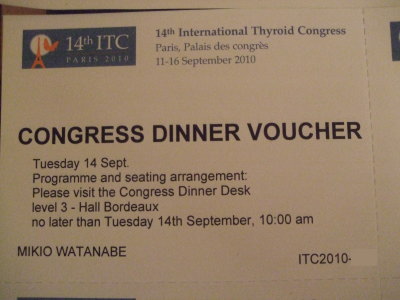 14th ITC
PARIS 2010
14th International Thyroid Congress
Paris, Palais des congrès
11-16 September 2010
CONGRESS DINNER VOUCHER
Tuesday 14 Sept.
Programme and seating arrangement:
Please visit the Congress Dinner Desk
level 3 - Hall Bordeaux
no later than Tuesday 14th September, 10:00 am
MIKIO WATANABE
ITC2010-